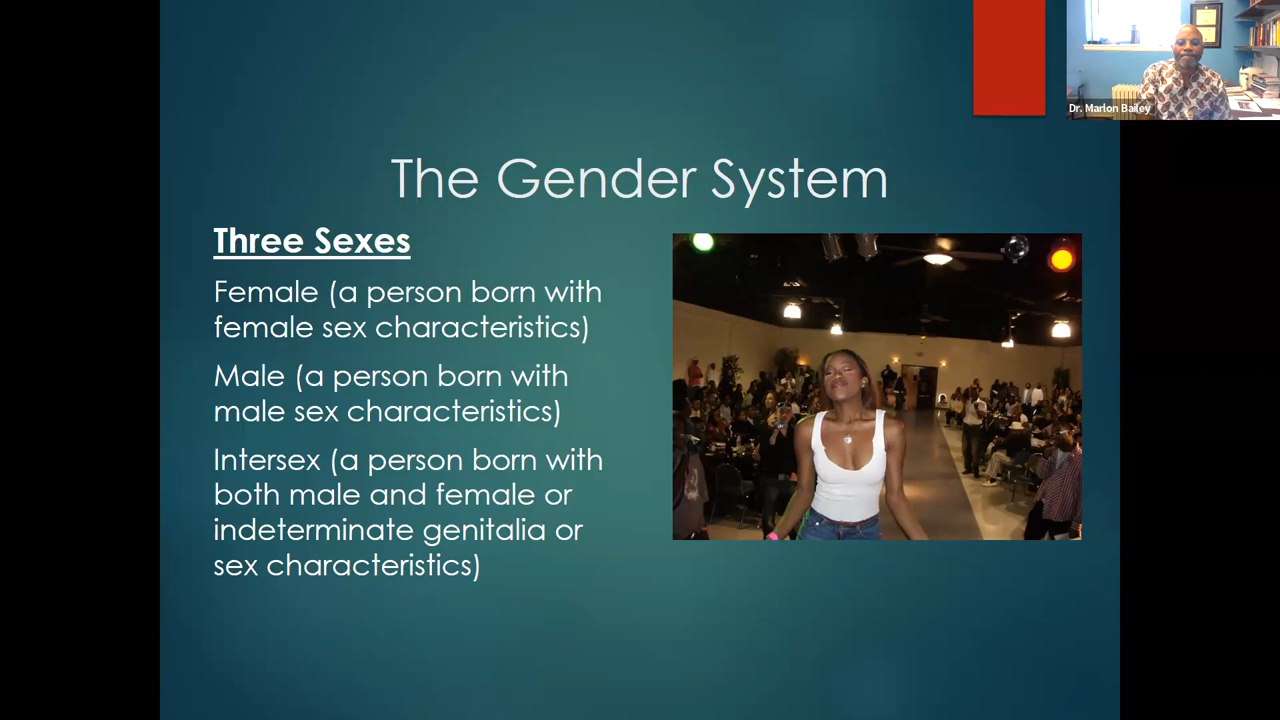 Dr. Marlon Bailey
The Gender System
Three Sexes
Female (a person born with
female sex characteristics)
Male (a person born with
male sex characteristics)
Intersex (a person born with
both male and female or
indeterminate genitalia or
sex characteristics)